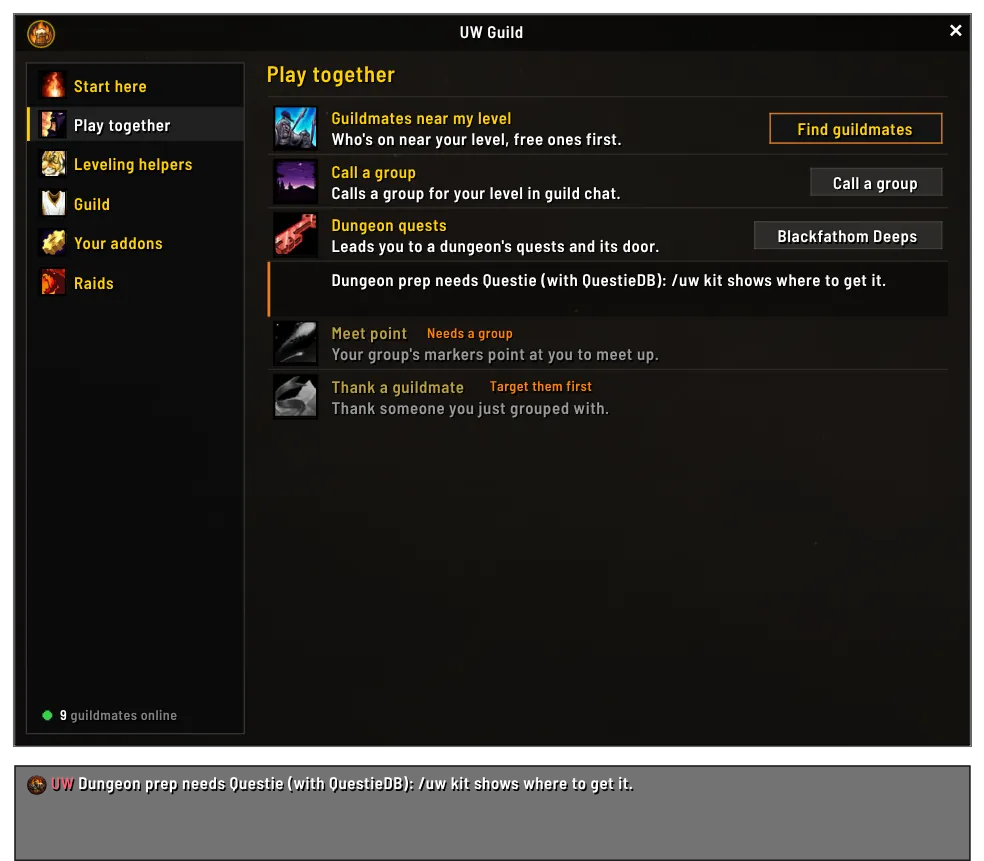 UW Guild
Start here
Play together
Leveling helpers
Guild
Your addons
Raids
9 guildmates online
Play together
Guildmates near my level
Who's on near your level, free ones first.
Find guildmates
Call a group
Calls a group for your level in guild chat.
Call a group
Dungeon quests
Leads you to a dungeon's quests and its door.
Blackfathom Deeps
Dungeon prep needs Questie (with QuestieDB): /uw kit shows where to get it.
Meet point Needs a group
Your group's markers point at you to meet up.
Thank a guildmate Target them first
Thank someone you just grouped with.
UW Dungeon prep needs Questie (with QuestieDB): /uw kit shows where to get it.